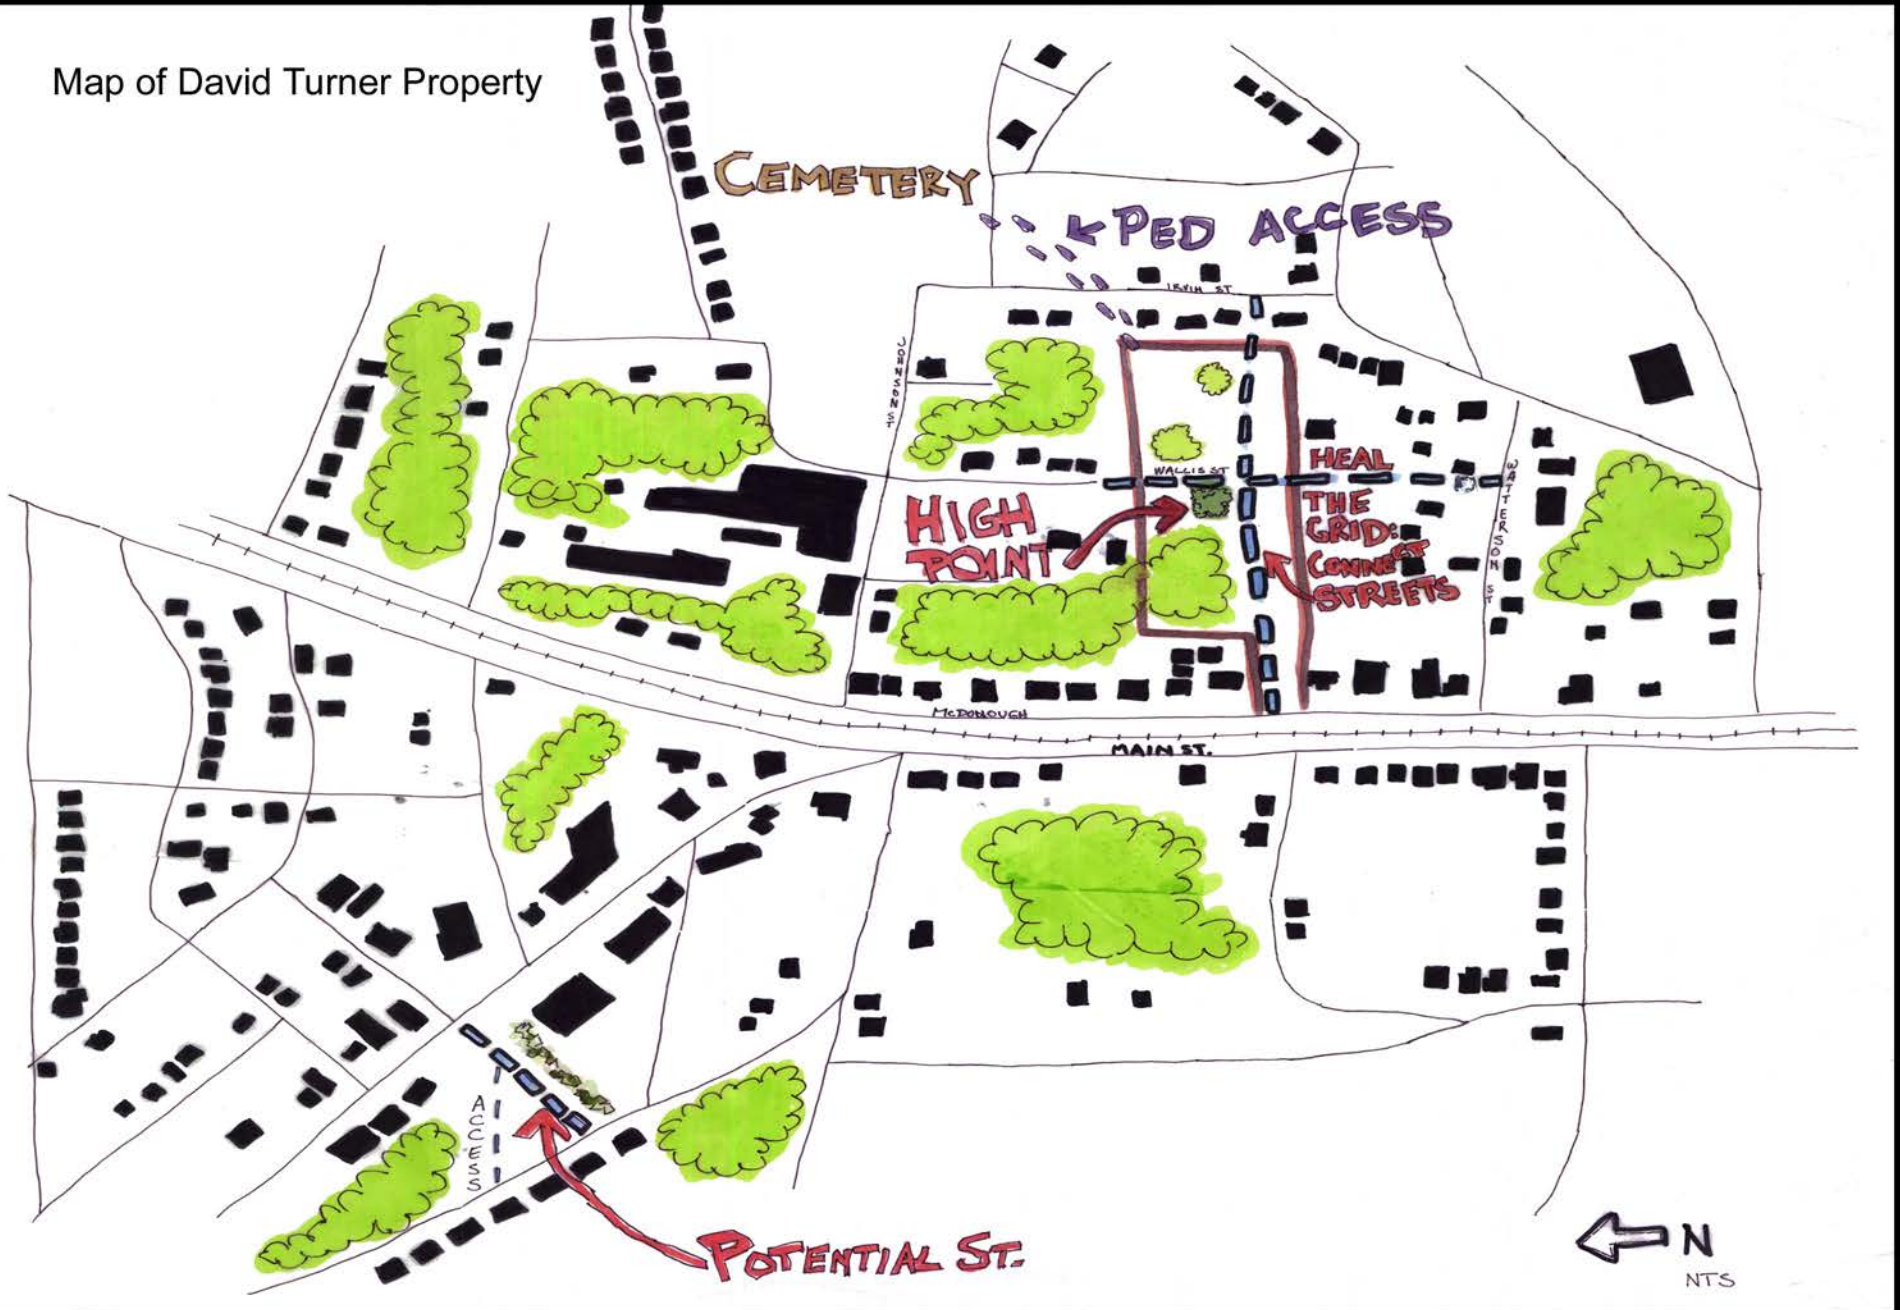 Map of David Turner Property
CEMETERY
PED ACCESS
IRVIN ST
JOHNSON ST
WALLIS ST
HEAL
THE
GRID:
CONNECT
STREETS
HIGH
POINT
PATTERSON ST
McDONOUGH
MAIN ST.
ACCESS
POTENTIAL ST.
N
NTS